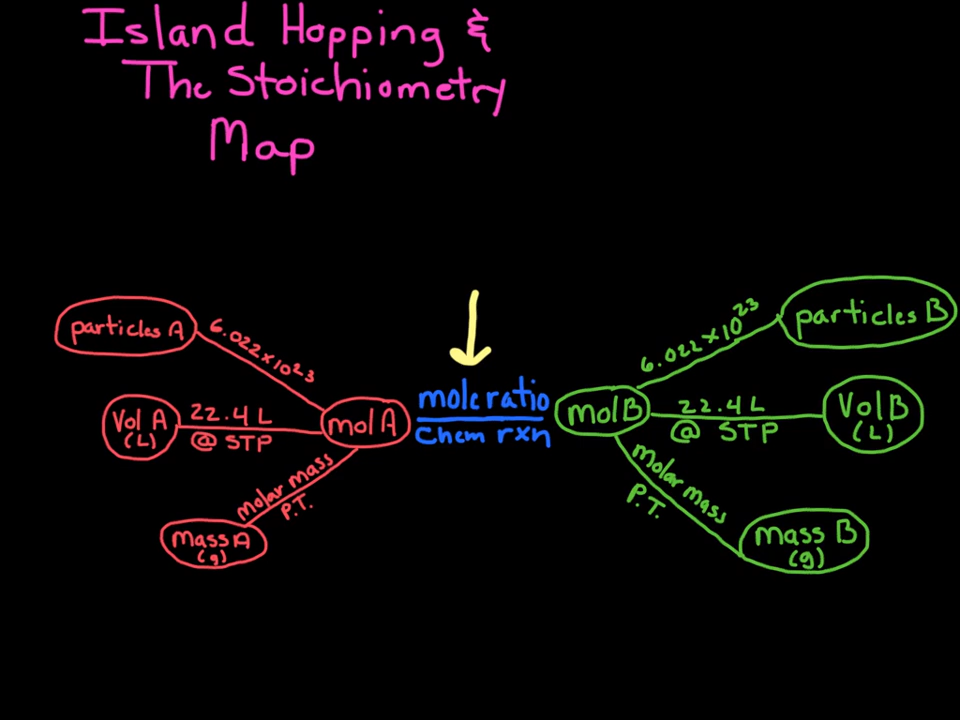 Island Hopping &
The Stoichiometry
Map
particles A
6.022x10^23
Vol A
(L)
22.4 L
@ STP
mol A
molar mass
P.T.
mass A
(g)
mole ratio
Chem rxn
mol B
6.022x10^23
particles B
22.4 L
@ STP
Vol B
(L)
molar mass
P.T.
mass B
(g)